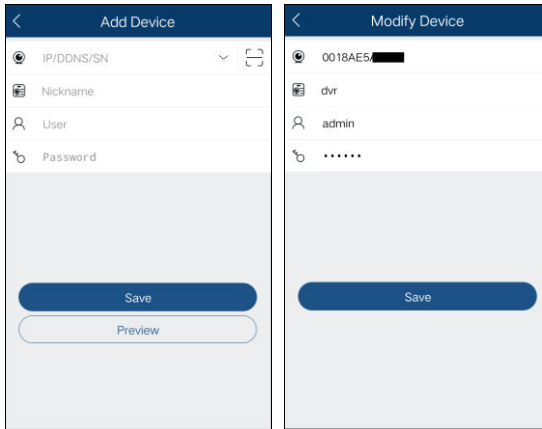 Add Device
IP/DDNS/SN
Nickname
User
Password
Save
Preview
Modify Device
0018AE5
dvr
admin
••••••
Save